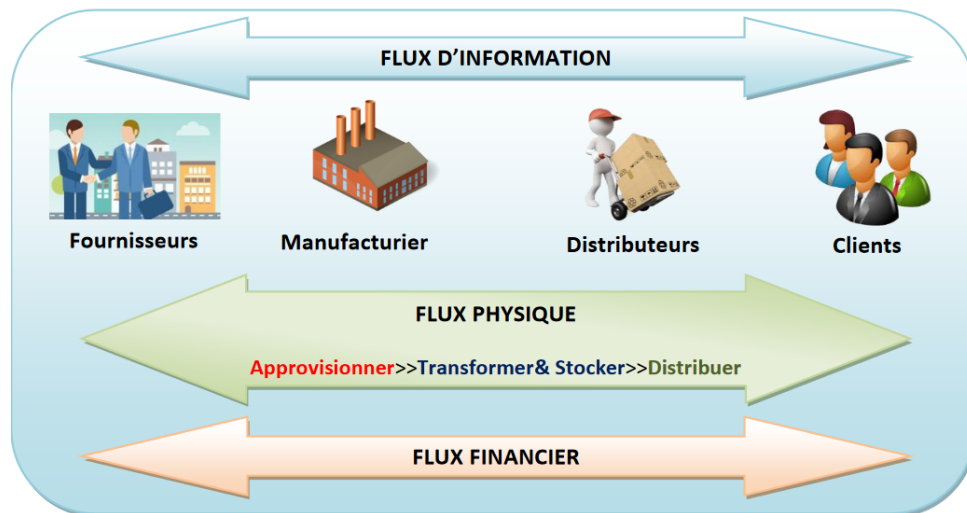 FLUX D'INFORMATION
Fournisseurs
Manufacturier
Distributeurs
Clients
FLUX PHYSIQUE
Approvisionner>>Transformer& Stocker>>Distribuer
FLUX FINANCIER